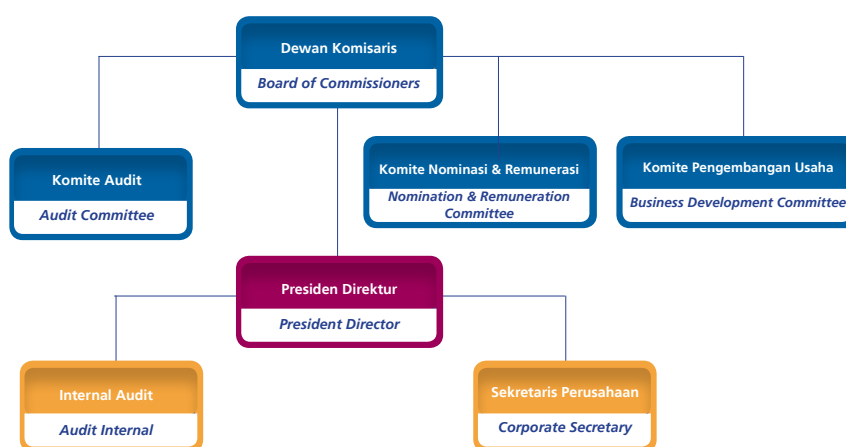 Dewan Komisaris
Board of Commissioners
Komite Audit
Audit Committee
Komite Nominasi & Remunerasi
Nomination & Remuneration
Committee
Komite Pengembangan Usaha
Business Development Committee
Presiden Direktur
President Director
Internal Audit
Audit Internal
Sekretaris Perusahaan
Corporate Secretary